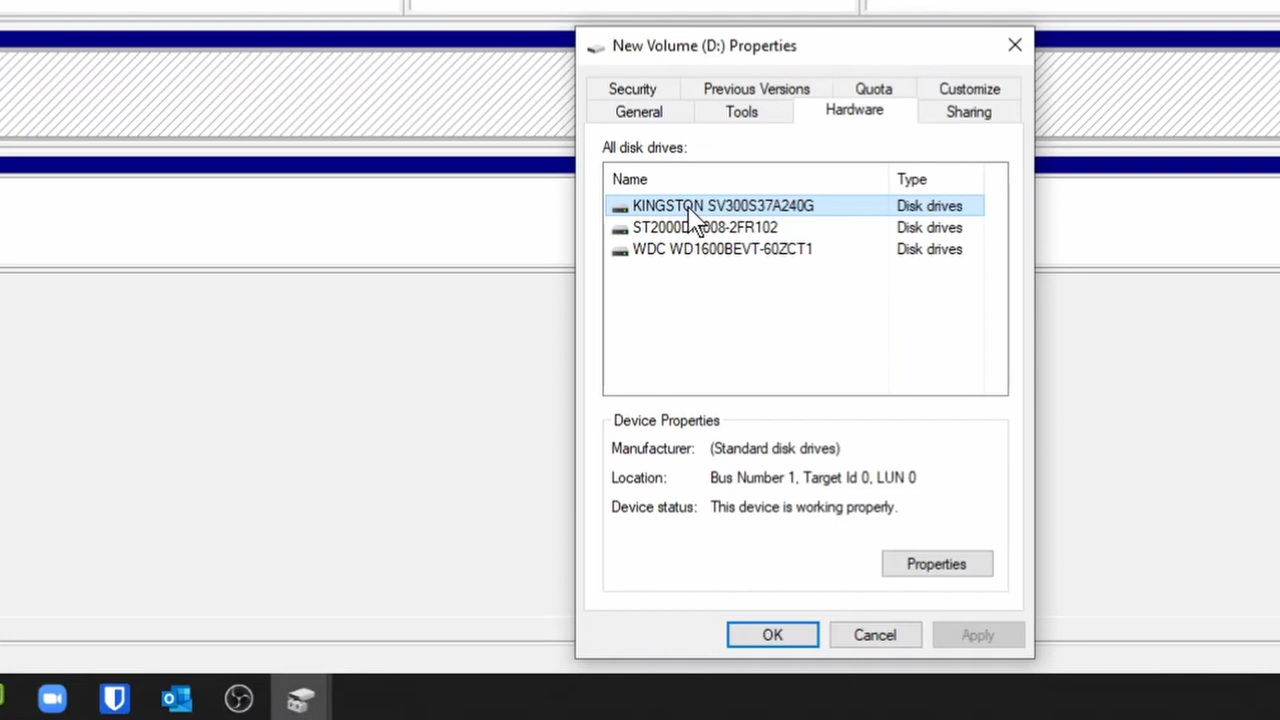 New Volume (D:) Properties
Security Previous Versions Quota Customize
General Tools Hardware Sharing
All disk drives:
Name Type
KINGSTON SV300S37A240G Disk drives
Disk drives
WDC WD1600BEVT-60ZCT1 Disk drives
Device Properties
Manufacturer: (Standard disk drives)
Location: Bus Number 1, Target Id 0, LUN 0
Device status: This device is working properly.
Properties
OK Cancel Apply